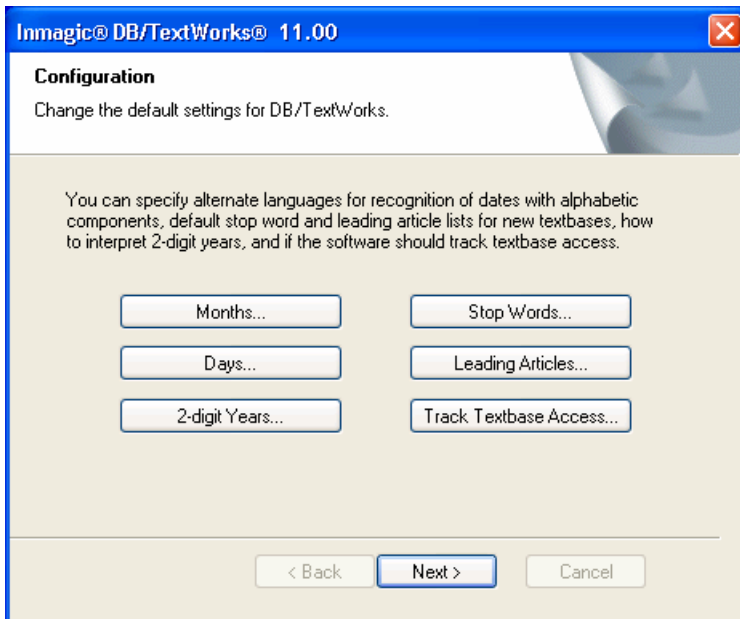 Inmagic® DB/TextWorks® 11.00
Configuration
Change the default settings for DB/TextWorks.
You can specify alternate languages for recognition of dates with alphabetic
components, default stop word and leading article lists for new textbases, how
to interpret 2-digit years, and if the software should track textbase access.
Months... Stop Words...
Days... Leading Articles...
2-digit Years... Track Textbase Access...
< Back Next > Cancel